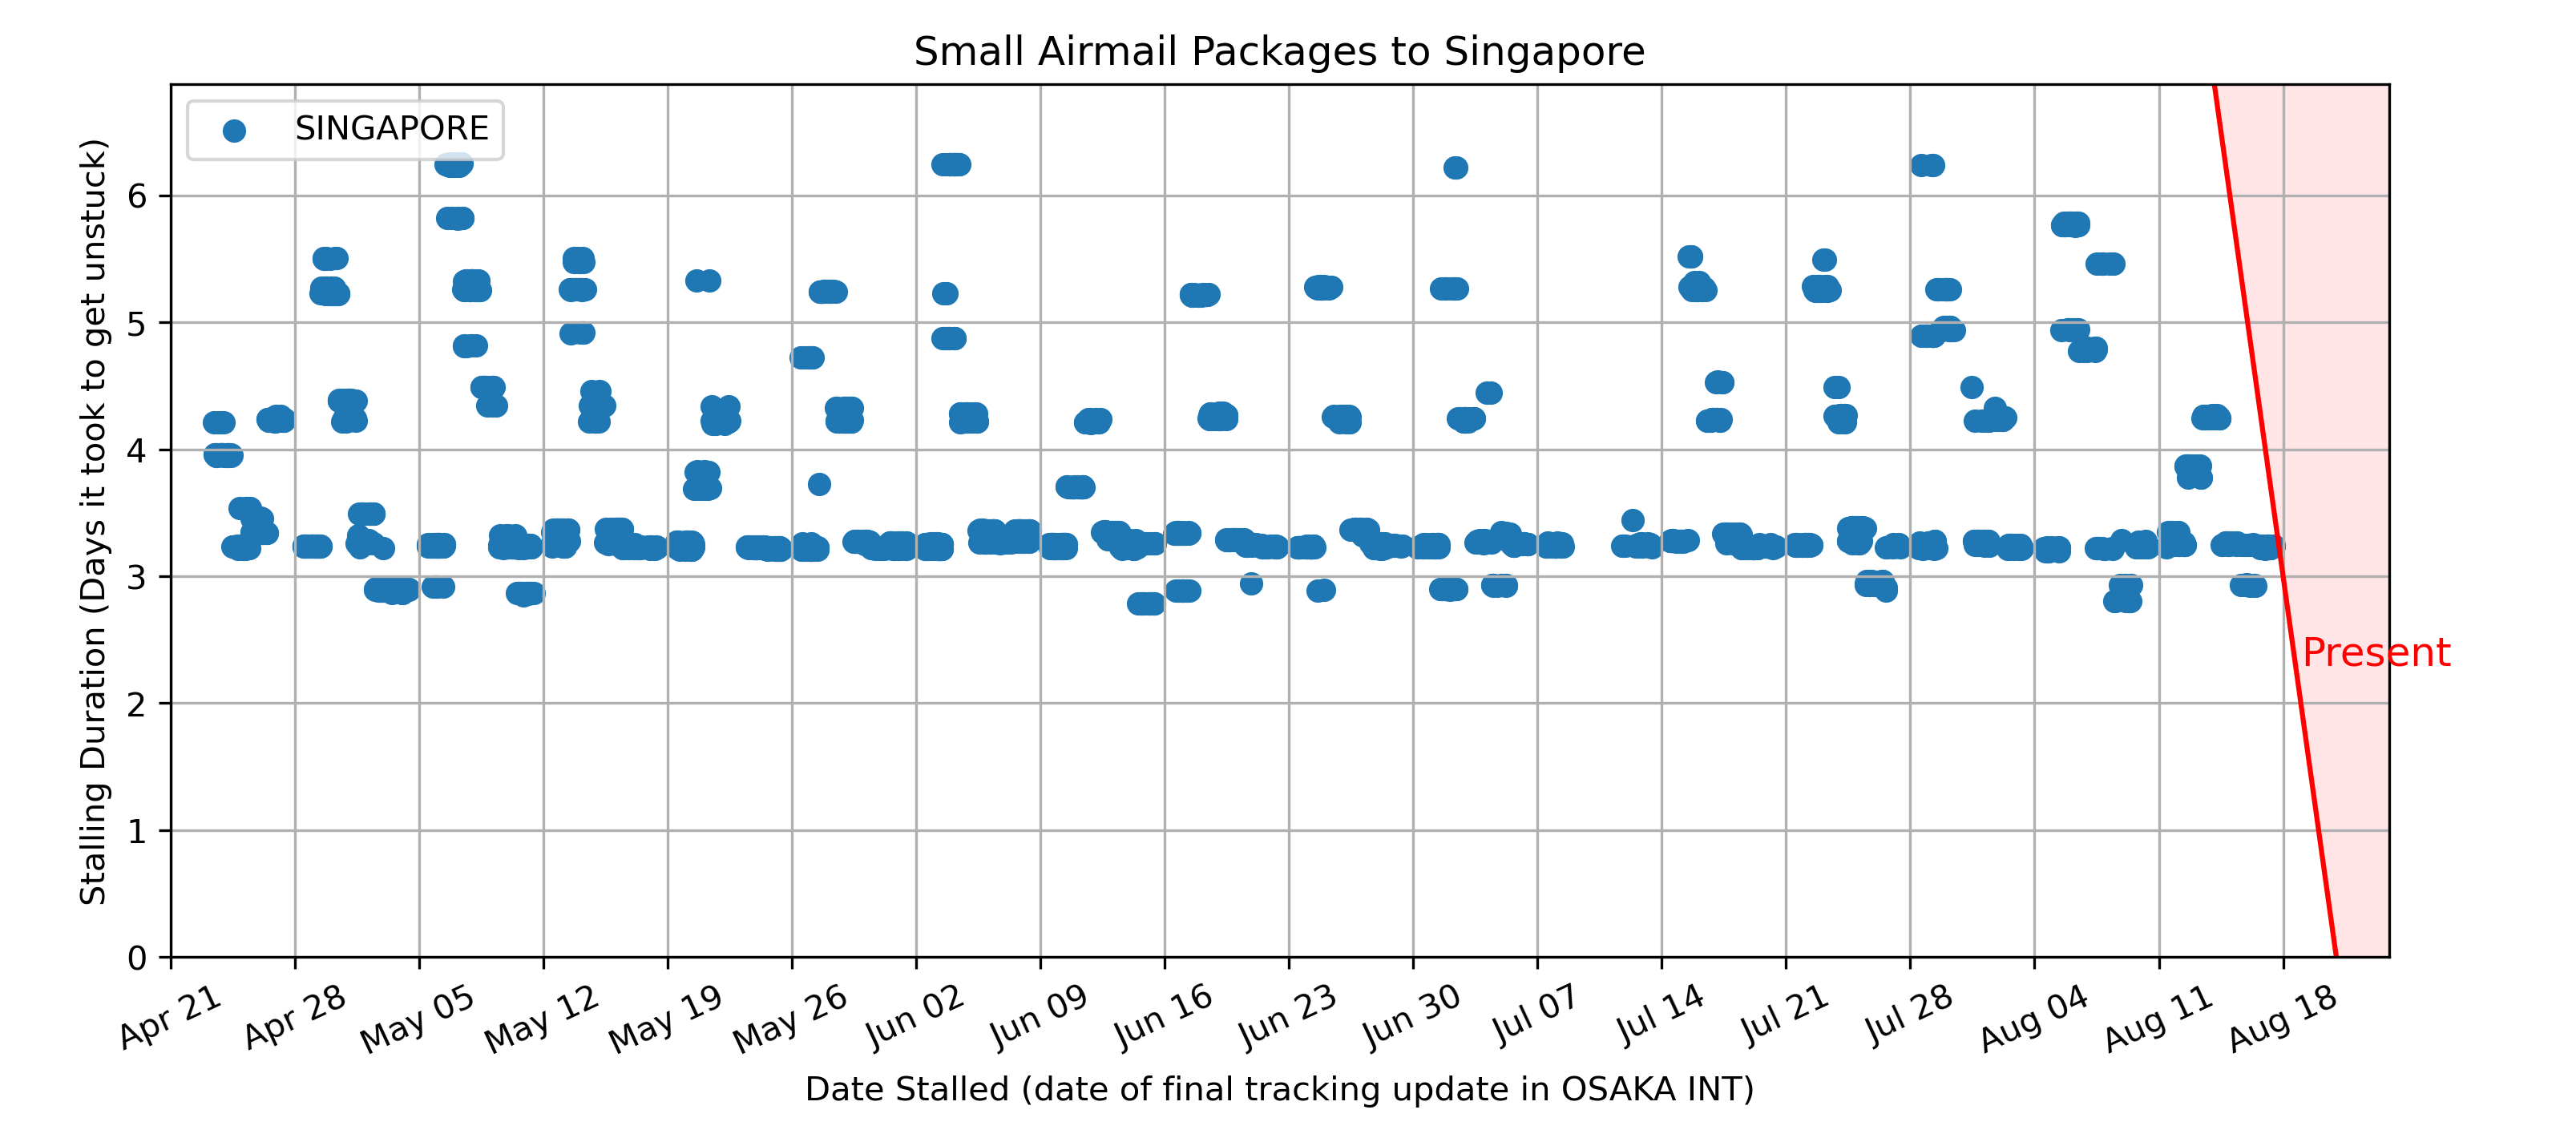 Small Airmail Packages to Singapore
SINGAPORE
Stalling Duration (Days it took to get unstuck)
6
5
4
3
2
1
0
Present
Apr 21
Apr 28
May 05
May 12
May 19
May 26
Jun 02
Jun 09
Jun 16
Jun 23
Jun 30
Jul 07
Jul 14
Jul 21
Jul 28
Aug 04
Aug 11
Aug 18
Date Stalled (date of final tracking update in OSAKA INT)